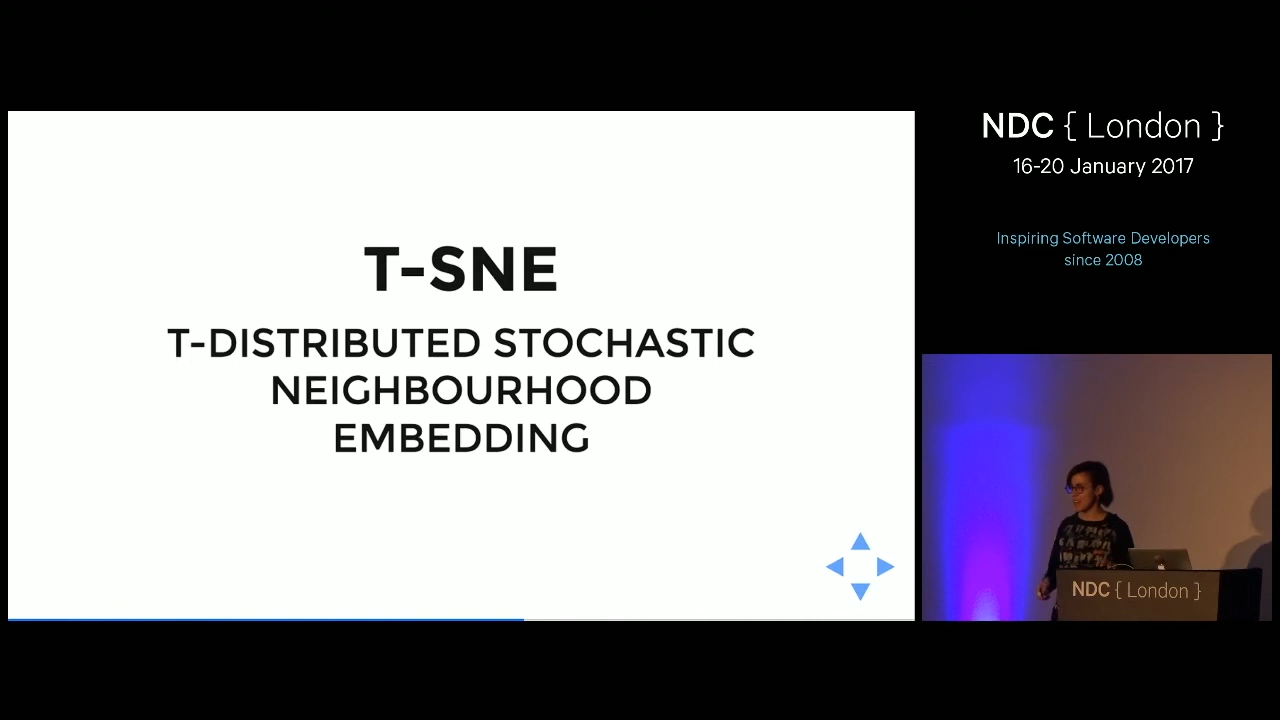 T-SNE
T-DISTRIBUTED STOCHASTIC
NEIGHBOURHOOD
EMBEDDING
NDC { London }
16-20 January 2017
Inspiring Software Developers
since 2008
NDC { London }